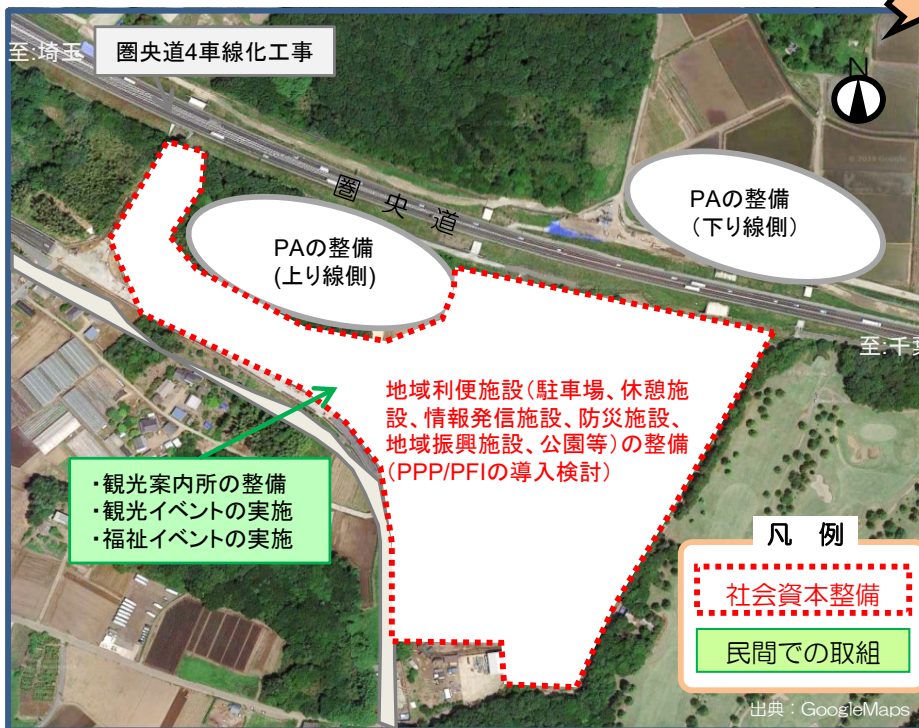 至:埼玉
圏央道4車線化工事
N
圏央道
PAの整備
(下り線側)
PAの整備
(上り線側)
至:千葉
地域利便施設(駐車場、休憩施
設、情報発信施設、防災施設、
地域振興施設、公園等)の整備
(PPP/PFIの導入検討)
・観光案内所の整備
・観光イベントの実施
・福祉イベントの実施
凡 例
社会資本整備
民間での取組
出典:GoogleMaps